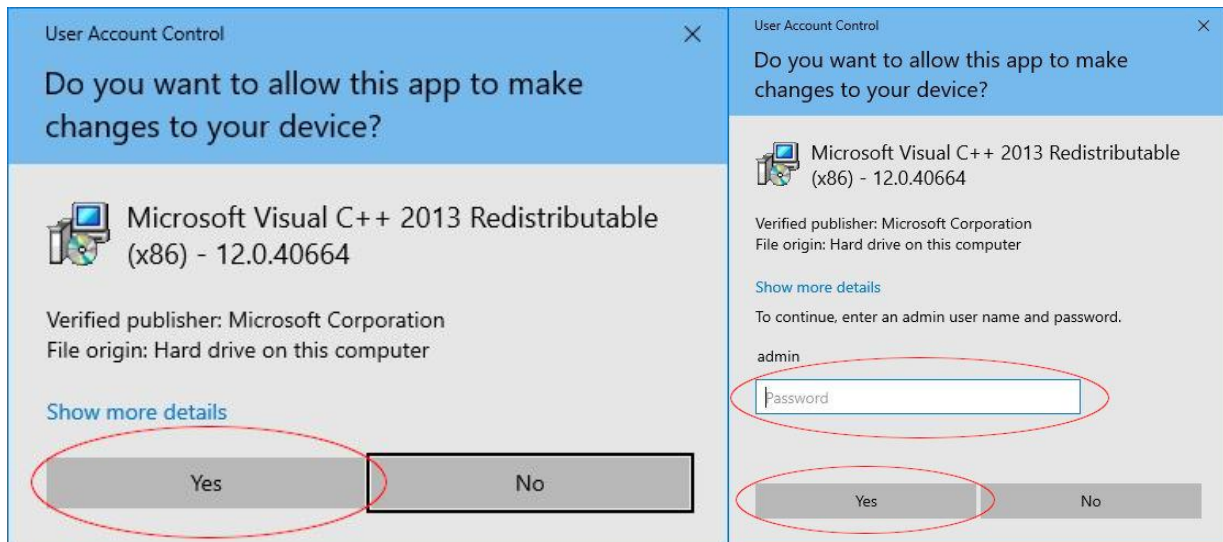 User Account Control
Do you want to allow this app to make
changes to your device?
Microsoft Visual C++ 2013 Redistributable
(x86) - 12.0.40664
Verified publisher: Microsoft Corporation
File origin: Hard drive on this computer
Show more details
Yes
No
User Account Control
Do you want to allow this app to make
changes to your device?
Microsoft Visual C++ 2013 Redistributable
(x86) - 12.0.40664
Verified publisher: Microsoft Corporation
File origin: Hard drive on this computer
Show more details
To continue, enter an admin user name and password.
admin
Password
Yes
No